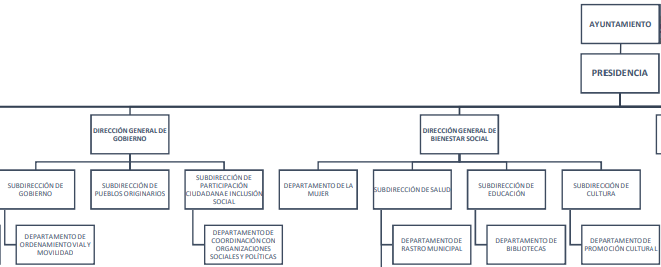 AYUNTAMIENTO
PRESIDENCIA
DIRECCIÓN GENERAL DE
GOBIERNO
DIRECCIÓN GENERAL DE
BIENESTAR SOCIAL
SUBDIRECCIÓN DE
GOBIERNO
SUBDIRECCIÓN DE
PUEBLOS ORIGINARIOS
SUBDIRECCIÓN DE
PARTICIPACIÓN
CIUDADANA E INCLUSIÓN
SOCIAL
DEPARTAMENTO DE LA
MUJER
SUBDIRECCIÓN DE SALUD
SUBDIRECCIÓN DE
EDUCACIÓN
SUBDIRECCIÓN DE
CULTURA
DEPARTAMENTO DE
ORDENAMIENTO VIAL Y
MOVILIDAD
DEPARTAMENTO DE
COORDINACIÓN CON
ORGANIZACIONES
SOCIALES Y POLÍTICAS
DEPARTAMENTO DE
RASTRO MUNICIPAL
DEPARTAMENTO DE
BIBLIOTECAS
DEPARTAMENTO DE
PROMOCIÓN CULTURAL